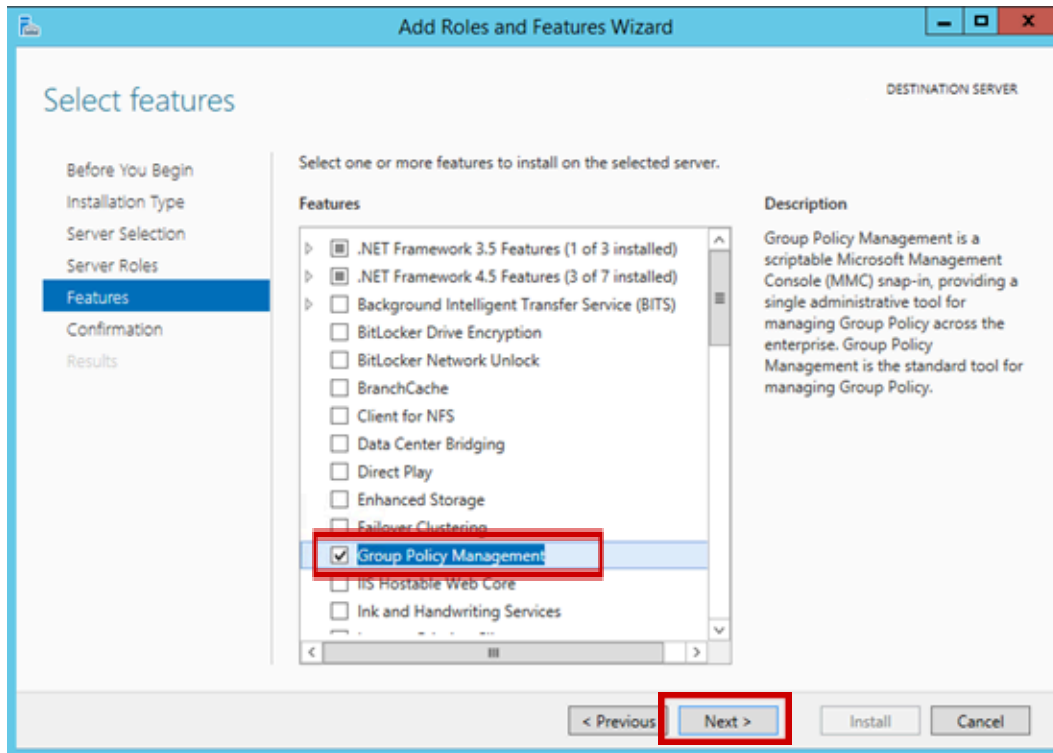 Add Roles and Features Wizard
Select features
DESTINATION SERVER
Before You Begin
Installation Type
Server Selection
Server Roles
Features
Confirmation
Results
Select one or more features to install on the selected server.
Features
.NET Framework 3.5 Features (1 of 3 installed)
.NET Framework 4.5 Features (3 of 7 installed)
Background Intelligent Transfer Service (BITS)
BitLocker Drive Encryption
BitLocker Network Unlock
BranchCache
Client for NFS
Data Center Bridging
Direct Play
Enhanced Storage
Failover Clustering
Group Policy Management
IIS Hostable Web Core
Ink and Handwriting Services
Description
Group Policy Management is a
scriptable Microsoft Management
Console (MMC) snap-in, providing a
single administrative tool for
managing Group Policy across the
enterprise. Group Policy
Management is the standard tool for
managing Group Policy.
< Previous
Next >
Install
Cancel